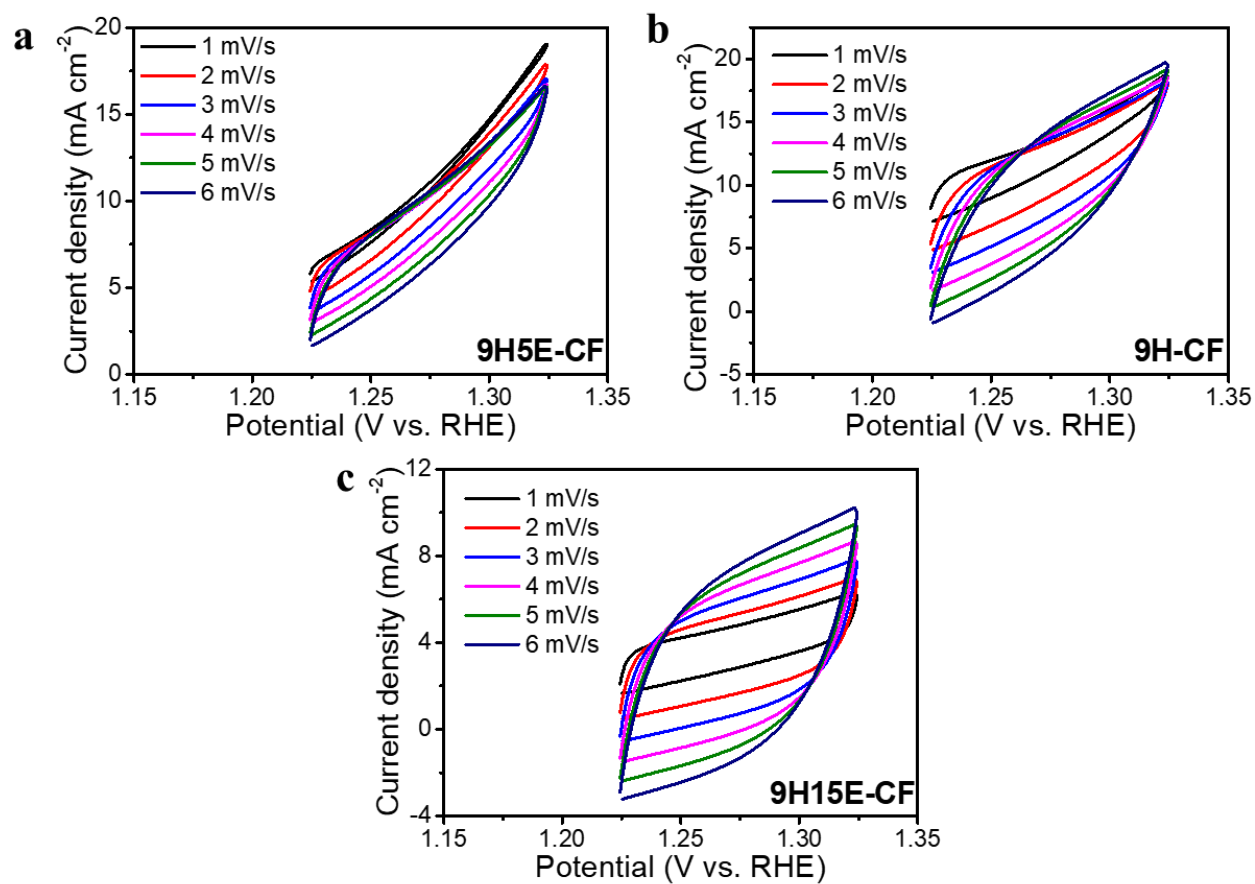 a
20
15
10
5
0
Current density (mA cm⁻²)
1 mV/s
2 mV/s
3 mV/s
4 mV/s
5 mV/s
6 mV/s
9H5E-CF
1.15 1.20 1.25 1.30 1.35
Potential (V vs. RHE)
b
20
15
10
5
0
-5
Current density (mA cm⁻²)
1 mV/s
2 mV/s
3 mV/s
4 mV/s
5 mV/s
6 mV/s
9H-CF
1.15 1.20 1.25 1.30 1.35
Potential (V vs. RHE)
c
12
8
4
0
-4
Current density (mA cm⁻²)
1 mV/s
2 mV/s
3 mV/s
4 mV/s
5 mV/s
6 mV/s
9H15E-CF
1.15 1.20 1.25 1.30 1.35
Potential (V vs. RHE)